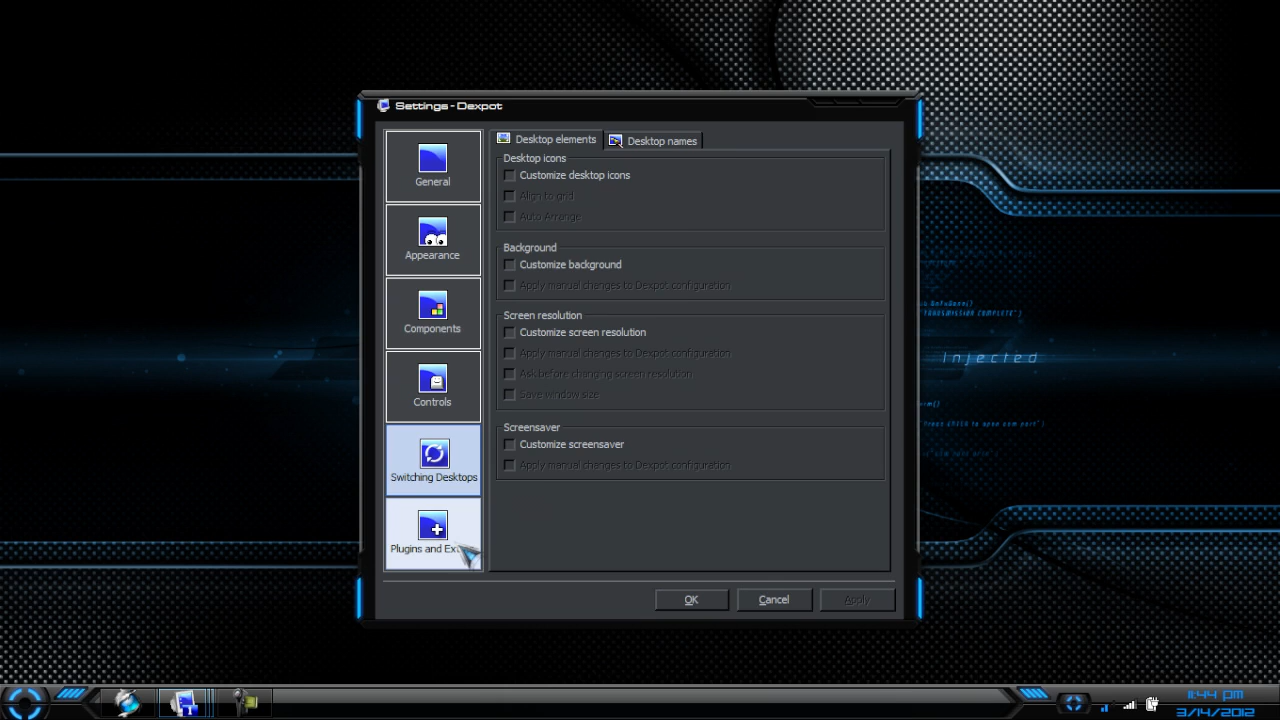 Settings - Dexpot
General
Appearance
Components
Controls
Switching Desktops
Plugins and
Desktop elements
Desktop names
Desktop icons
Customize desktop icons
Align to grid
Auto Arrange
Background
Customize background
Apply manual changes to Dexpot configuration
Screen resolution
Customize screen resolution
Apply manual changes to Dexpot configuration
Ask before changing screen resolution
Save window size
Screensaver
Customize screensaver
Apply manual changes to Dexpot configuration
OK
Cancel
Apply
Injected
11:44 PM
3/14/2012